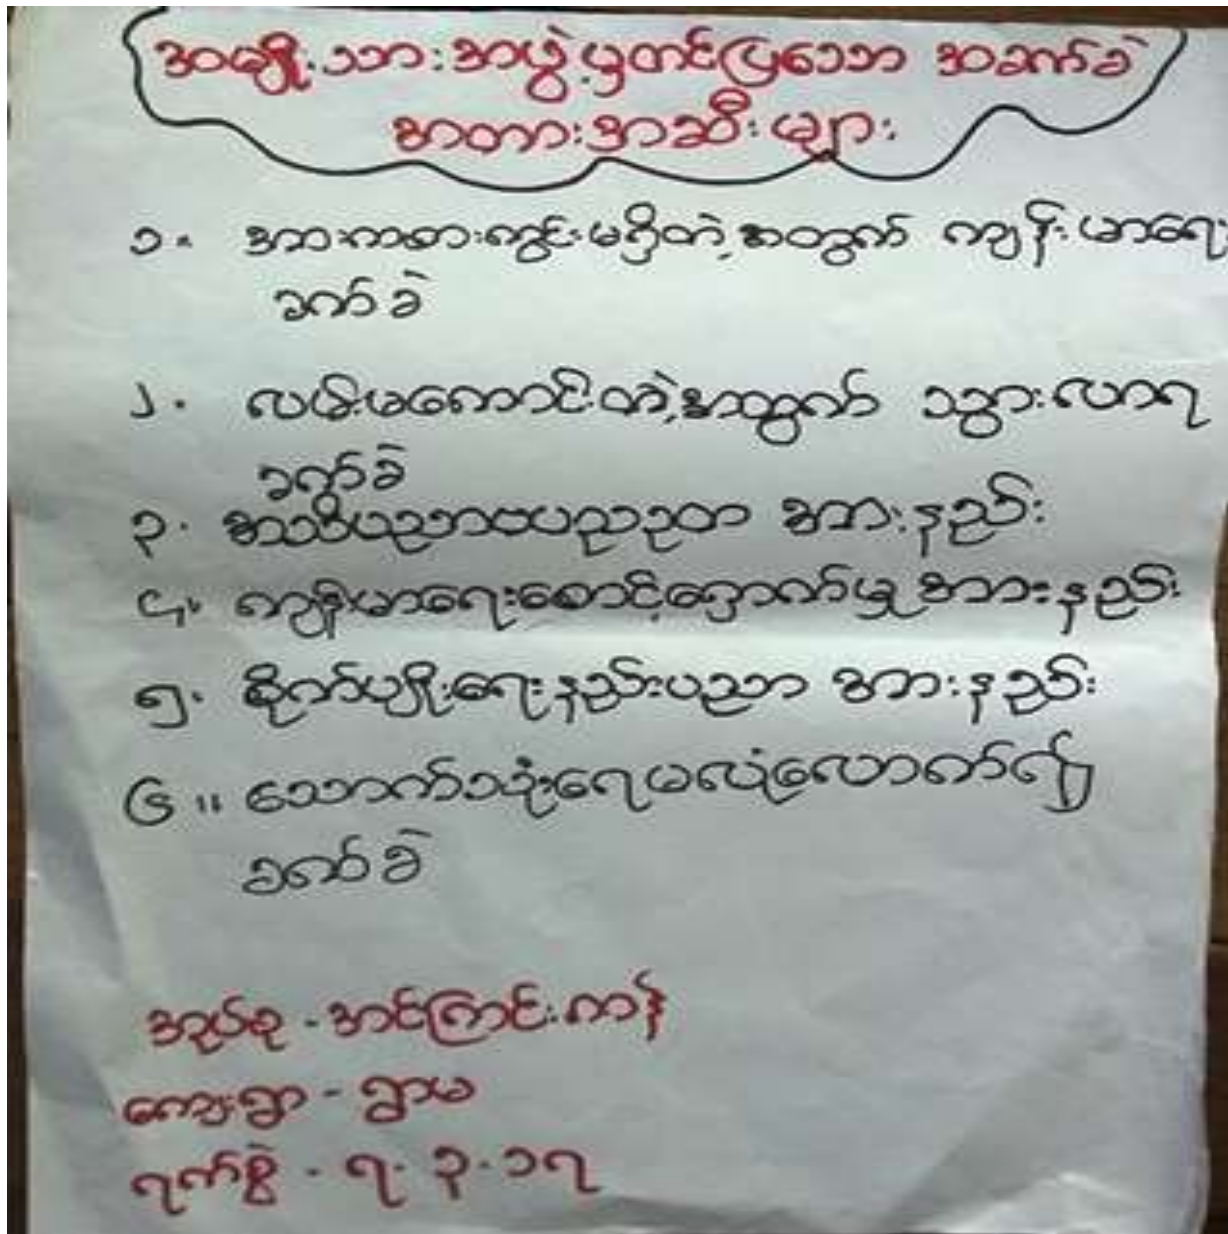 အမျိုးသားအဖွဲ့မှတင်ပြသော အခက်ခဲ
အတားအဆီးများ
၁။ အားကစားကွင်းမရှိတဲ့အတွက် ကျန်းမာရေး
ခက်ခဲ
၂။ လမ်းမကောင်းတဲ့အတွက် သွားလာရ
ခက်ခဲ
၃။ အသိပညာဗဟုသုတ အားနည်း
၄။ ကျန်းမာရေးစောင့်ရှောက်မှု အားနည်း
၅။ စိုက်ပျိုးရေးနည်းပညာ အားနည်း
၆။ သောက်သုံးရေမလုံလောက်၍
ခက်ခဲ
အုပ်စု - အင်ကြင်းကန်
ကျေးရွာ - ရွာမ
ရက်စွဲ - ၇. ၃. ၁၇